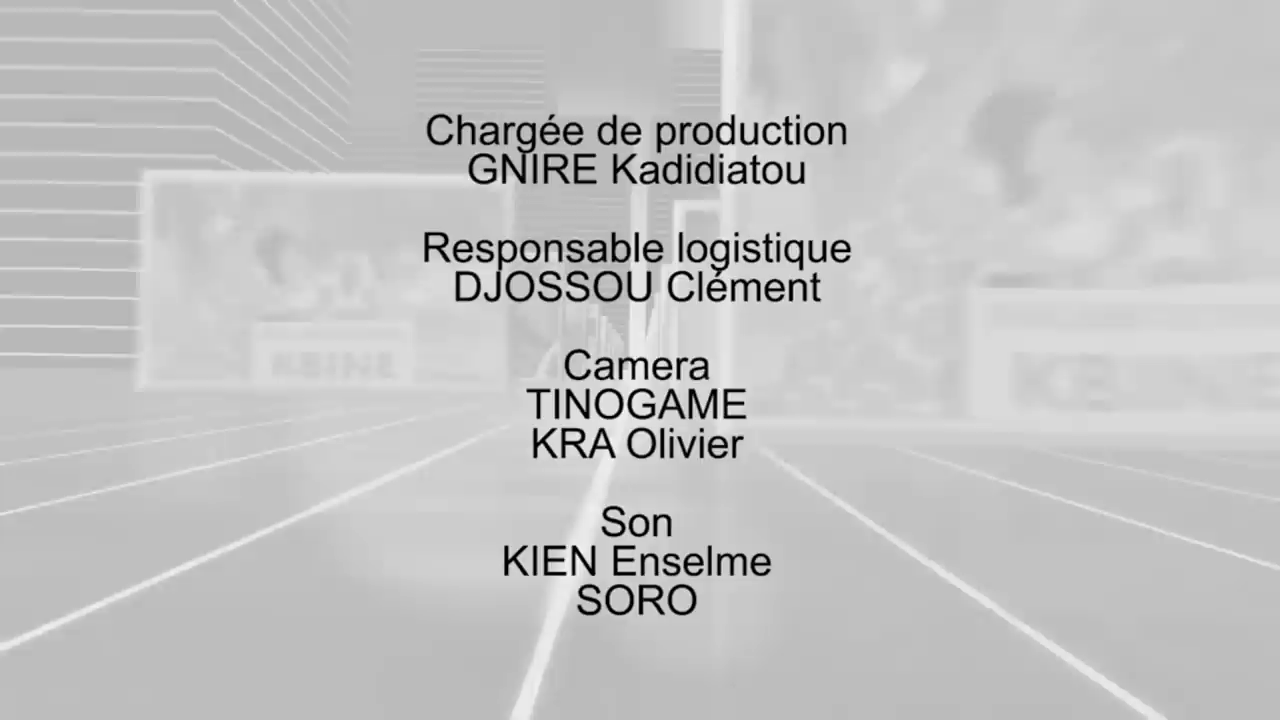 Chargée de production
GNIRE Kadidiatou
Responsable logistique
DJOSSOU Clément
Camera
TINOGAME
KRA Olivier
Son
KIEN Enselme
SORO